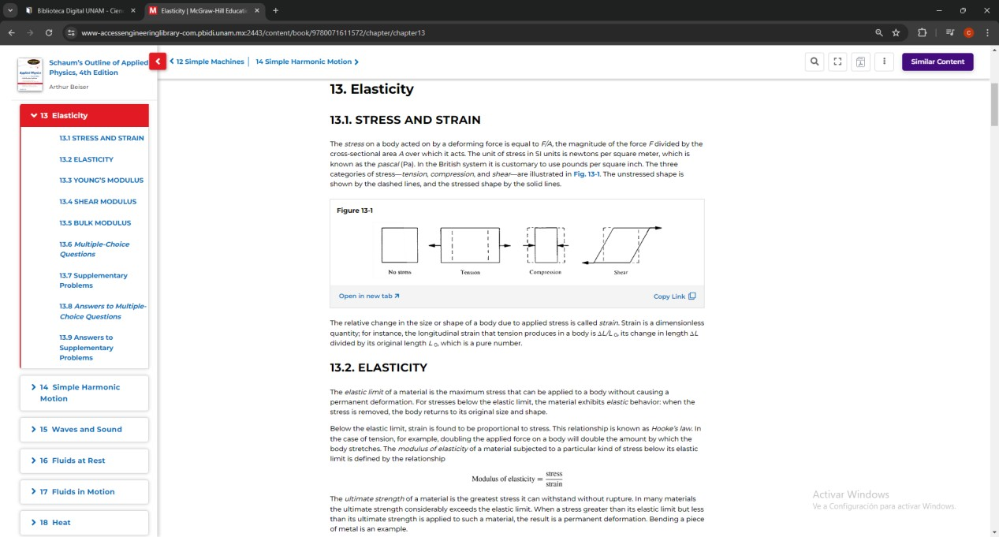 Biblioteca Digital UNAM - Cien
Elasticity | McGraw-Hill Educati
www-accessengineeringlibrary-com.pbidi.unam.mx:2443/content/book/9780071611572/chapter/chapter13
C
Schaum's Outline of Applied
Physics, 4th Edition
Arthur Beiser
13 Elasticity
13.1 STRESS AND STRAIN
13.2 ELASTICITY
13.3 YOUNG'S MODULUS
13.4 SHEAR MODULUS
13.5 BULK MODULUS
13.6 Multiple-Choice
Questions
13.7 Supplementary
Problems
13.8 Answers to Multiple-
Choice Questions
13.9 Answers to
Supplementary
Problems
14 Simple Harmonic
Motion
15 Waves and Sound
16 Fluids at Rest
17 Fluids in Motion
18 Heat
12 Simple Machines
14 Simple Harmonic Motion
Similar Content
13. Elasticity
13.1. STRESS AND STRAIN
The stress on a body acted on by a deforming force is equal to F/A, the magnitude of the force F divided by the
cross-sectional area A over which it acts. The unit of stress in SI units is newtons per square meter, which is
known as the pascal (Pa). In the British system it is customary to use pounds per square inch. The three
categories of stress—tension, compression, and shear—are illustrated in Fig. 13-1. The unstressed shape is
shown by the dashed lines, and the stressed shape by the solid lines.
Figure 13-1
No stress
Tension
Compression
Shear
Open in new tab
Copy Link
The relative change in the size or shape of a body due to applied stress is called strain. Strain is a dimensionless
quantity; for instance, the longitudinal strain that tension produces in a body is ΔL/L₀, its change in length ΔL
divided by its original length L₀, which is a pure number.
13.2. ELASTICITY
The elastic limit of a material is the maximum stress that can be applied to a body without causing a
permanent deformation. For stresses below the elastic limit, the material exhibits elastic behavior: when the
stress is removed, the body returns to its original size and shape.
Below the elastic limit, strain is found to be proportional to stress. This relationship is known as Hooke's law. In
the case of tension, for example, doubling the applied force on a body will double the amount by which the
body stretches. The modulus of elasticity of a material subjected to a particular kind of stress below its elastic
limit is defined by the relationship
Modulus of elasticity = stress
strain
The ultimate strength of a material is the greatest stress it can withstand without rupture. In many materials
the ultimate strength considerably exceeds the elastic limit. When a stress greater than its elastic limit but less
than its ultimate strength is applied to such a material, the result is a permanent deformation. Bending a piece
of metal is an example.
Activar Windows
Ve a Configuración para activar Windows.